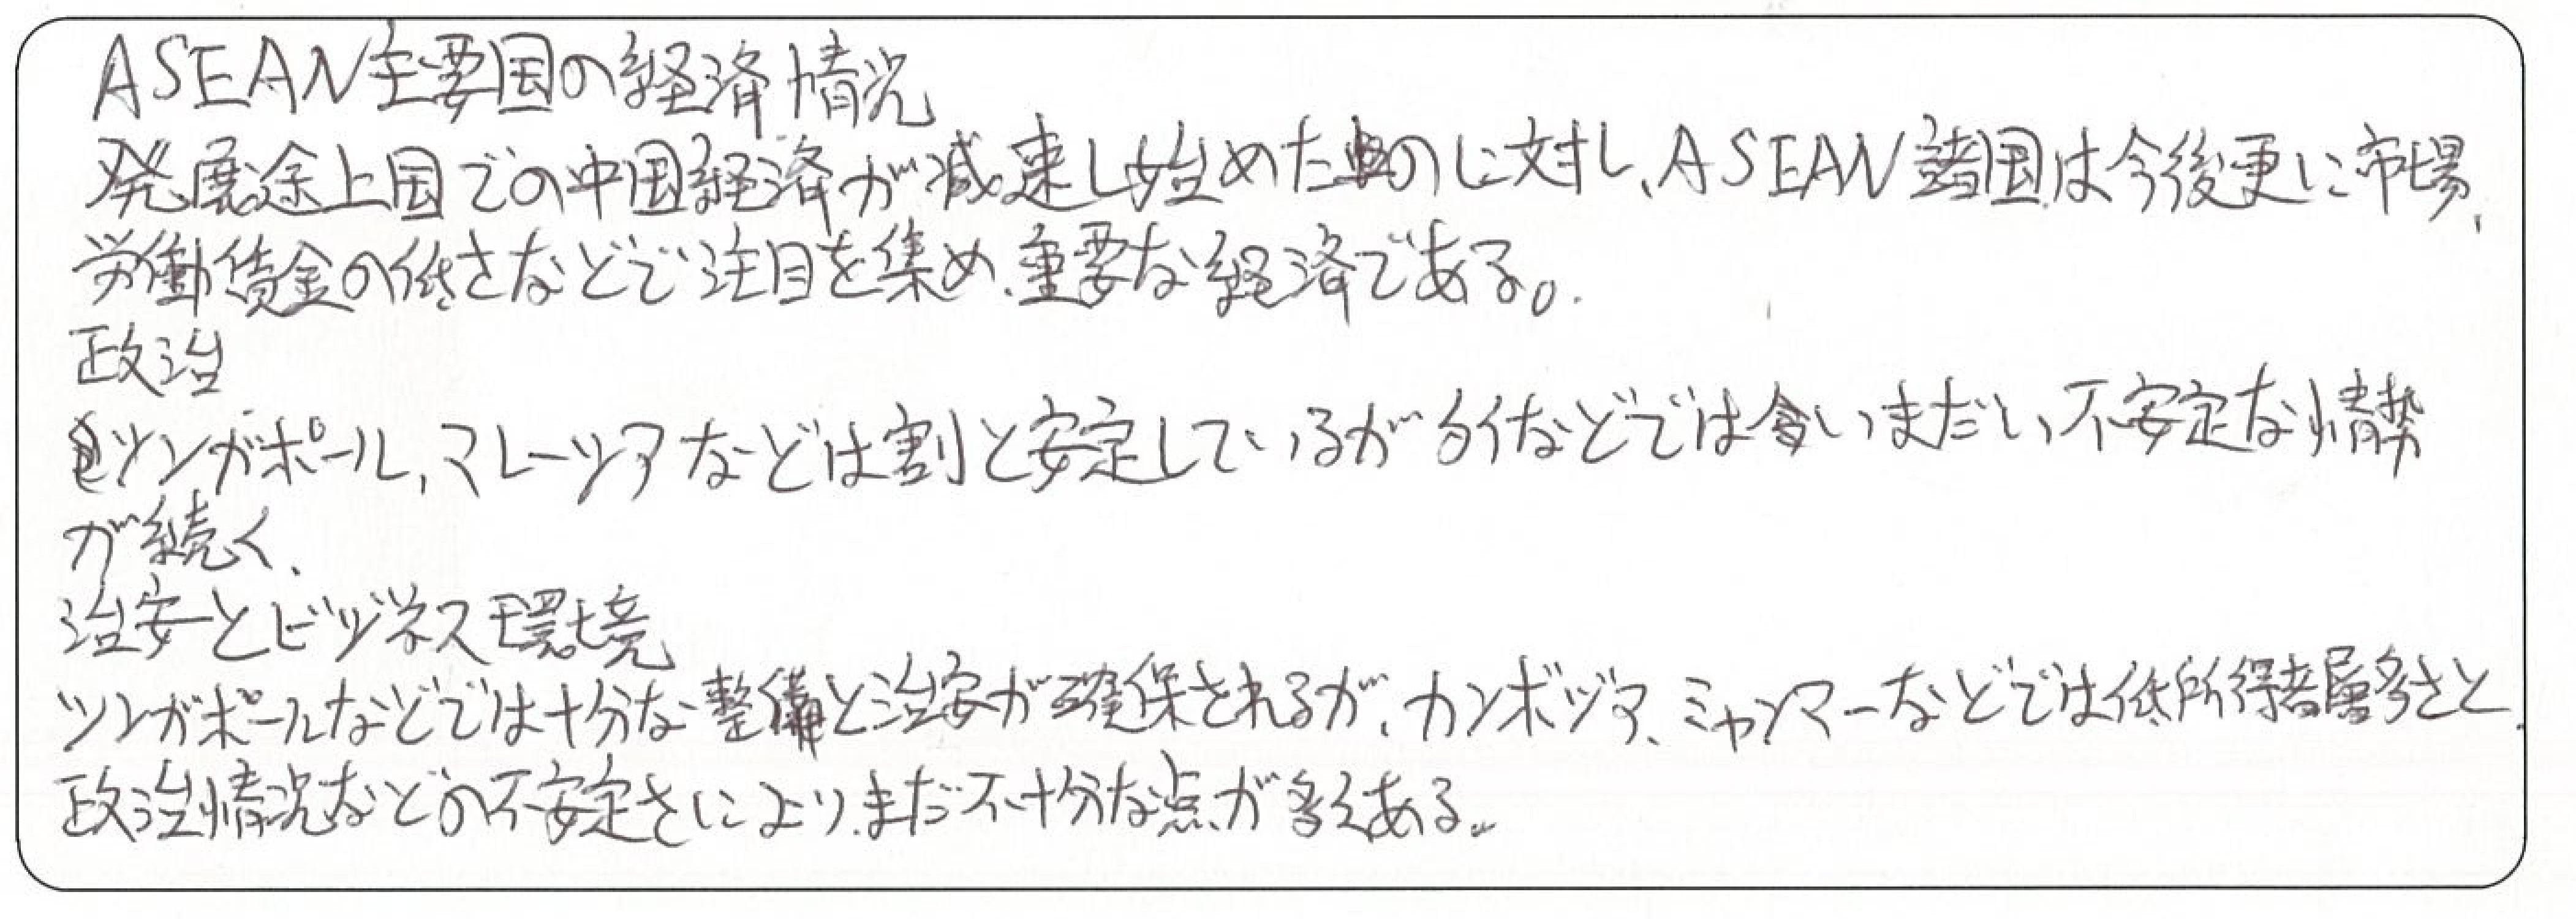 ASEAN主要国の経済情況
発展途上国での中国経済が減速し始めたのに対し、ASEAN諸国は今後更に市場、
労働賃金の低さなどで注目を集め、重要な経済である。
政治
シンガポール、マレーシアなどは割と安定しているがタイなどではいまだい不安定な情勢
が続く、
治安とビジネス環境
シンガポールなどでは十分な整備と治安が確保されるが、カンボジア、ミャンマーなどでは低所得者層多さと、
政治情況などの不安定さにより、まだ不十分な点が多くある。